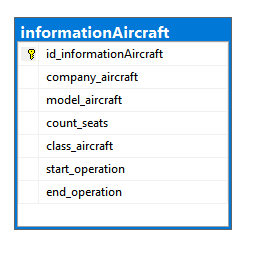 informationAircraft
id_informationAircraft
company_aircraft
model_aircraft
count_seats
class_aircraft
start_operation
end_operation